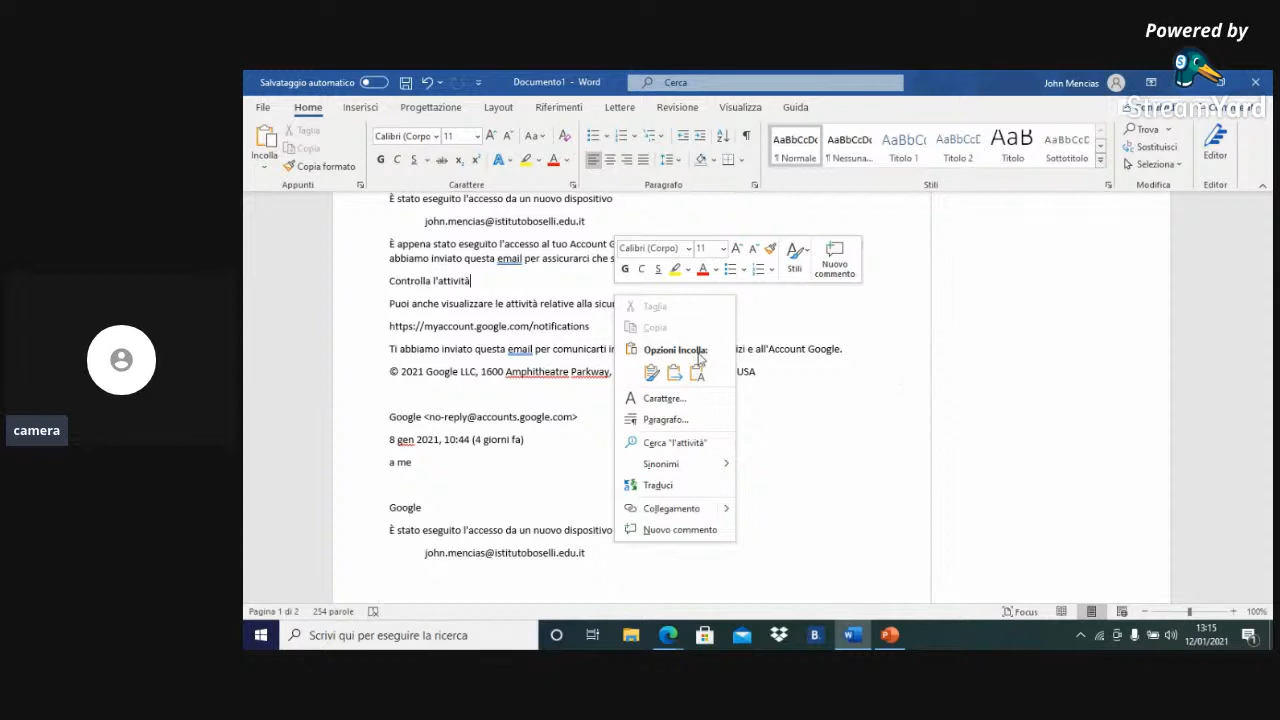 Powered by
StreamYard
Salvataggio automatico
Documento1 - Word
Cerca
John Mencias
File Home Inserisci Progettazione Layout Riferimenti Lettere Revisione Visualizza Guida
Incolla
Taglia
Copia
Copia formato
Calibri (Corpo 11
G C S
AaBbCcDc
¶ Normale
AaBbCcDc
¶ Nessuna...
AaBbCc
Titolo 1
AaBbCcD
Titolo 2
AaB
Titolo
AaBbCcD
Sottotitolo
Trova
Sostituisci
Seleziona
Editor
Appunti Carattere Paragrafo Stili Modifica Editor
È stato eseguito l'accesso da un nuovo dispositivo
john.mencias@istitutoboselli.edu.it
È appena stato eseguito l'accesso al tuo Account G
abbiamo inviato questa email per assicurarci che s
Controlla l'attività
Puoi anche visualizzare le attività relative alla sicur
https://myaccount.google.com/notifications
Ti abbiamo inviato questa email per comunicarti i
izi e all'Account Google.
© 2021 Google LLC, 1600 Amphitheatre Parkway,
USA
Google <no-reply@accounts.google.com>
8 gen 2021, 10:44 (4 giorni fa)
a me
Google
È stato eseguito l'accesso da un nuovo dispositivo
john.mencias@istitutoboselli.edu.it
Calibri (Corpo) 11
G C S
Stili
Nuovo
commento
Taglia
Copia
Opzioni Incolla:
Carattere...
Paragrafo...
Cerca "l'attività"
Sinonimi
Traduci
Collegamento
Nuovo commento
camera
Pagina 1 di 2 254 parole
Focus
100%
Scrivi qui per eseguire la ricerca
B.
13:15
12/01/2021